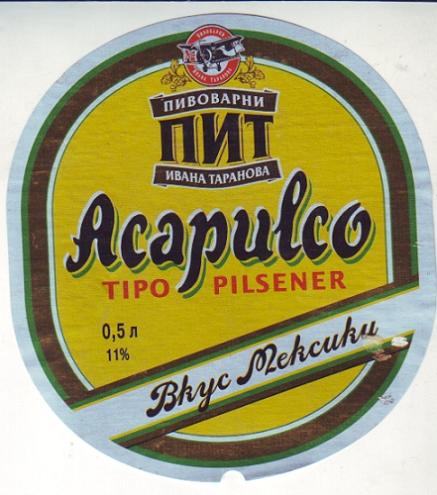 ПИВОВАРНИ
ПИТ
ИВАНА ТАРАНОВА
Acapulco
TIPO PILSENER
0,5 л
11%
Вкус Мексики